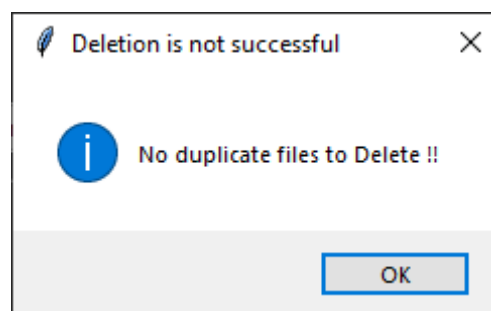 Deletion is not successful
No duplicate files to Delete !!
OK